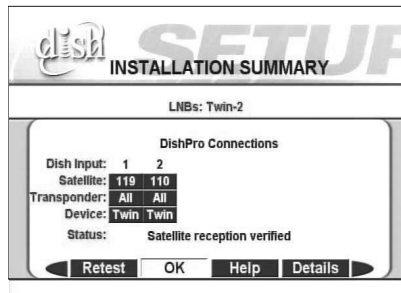 dish
SETUP
INSTALLATION SUMMARY
LNBs: Twin-2
DishPro Connections
Dish Input: 1 2
Satellite: 119 110
Transponder: All All
Device: Twin Twin
Status: Satellite reception verified
Retest OK Help Details